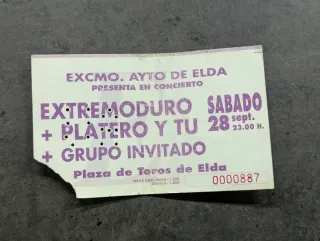 EXCMO. AYTO DE ELDA
PRESENTA EN CONCIERTO
EXTREMODURO
+ PLATERO Y TU
+ GRUPO INVITADO
SABADO
28 sept.
23.00 H.
Plaza de Toros de Elda
0000887